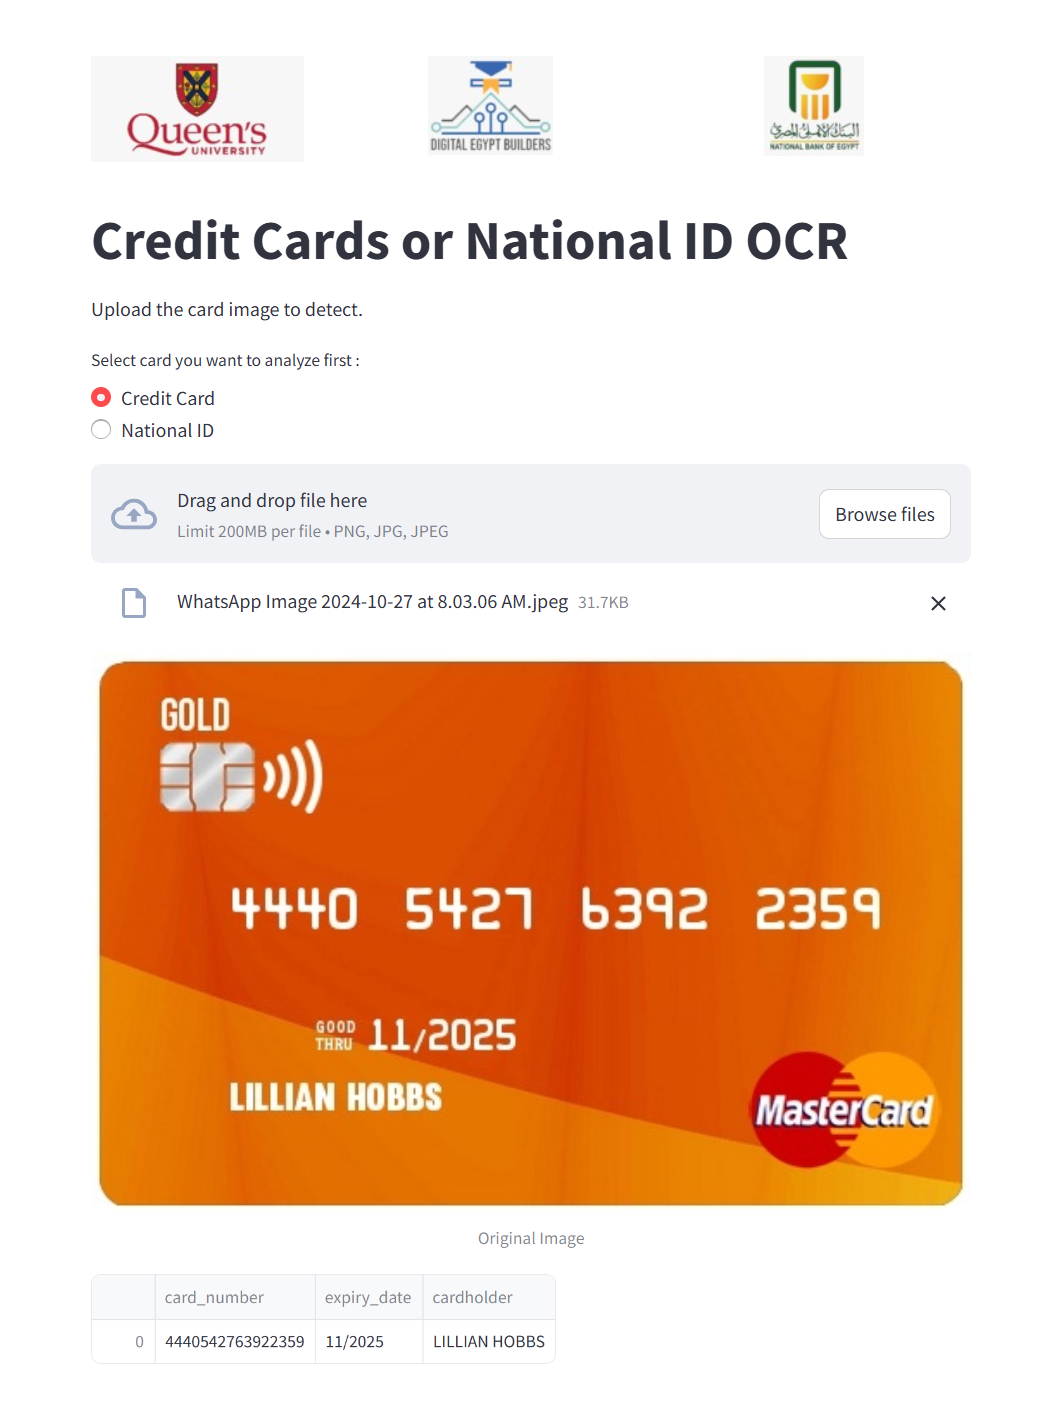 QUEEN'S
UNIVERSITY
DIGITAL EGYPT BUILDERS
البنك الأهلي المصري
NATIONAL BANK OF EGYPT
Credit Cards or National ID OCR
Upload the card image to detect.
Select card you want to analyze first :
Credit Card
National ID
Drag and drop file here
Limit 200MB per file • PNG, JPG, JPEG
Browse files
WhatsApp Image 2024-10-27 at 8.03.06 AM.jpeg 31.7KB
GOLD
4440 5427 6392 2359
GOOD THRU 11/2025
LILLIAN HOBBS
MasterCard
Original Image
card_number expiry_date cardholder
0 4440542763922359 11/2025 LILLIAN HOBBS